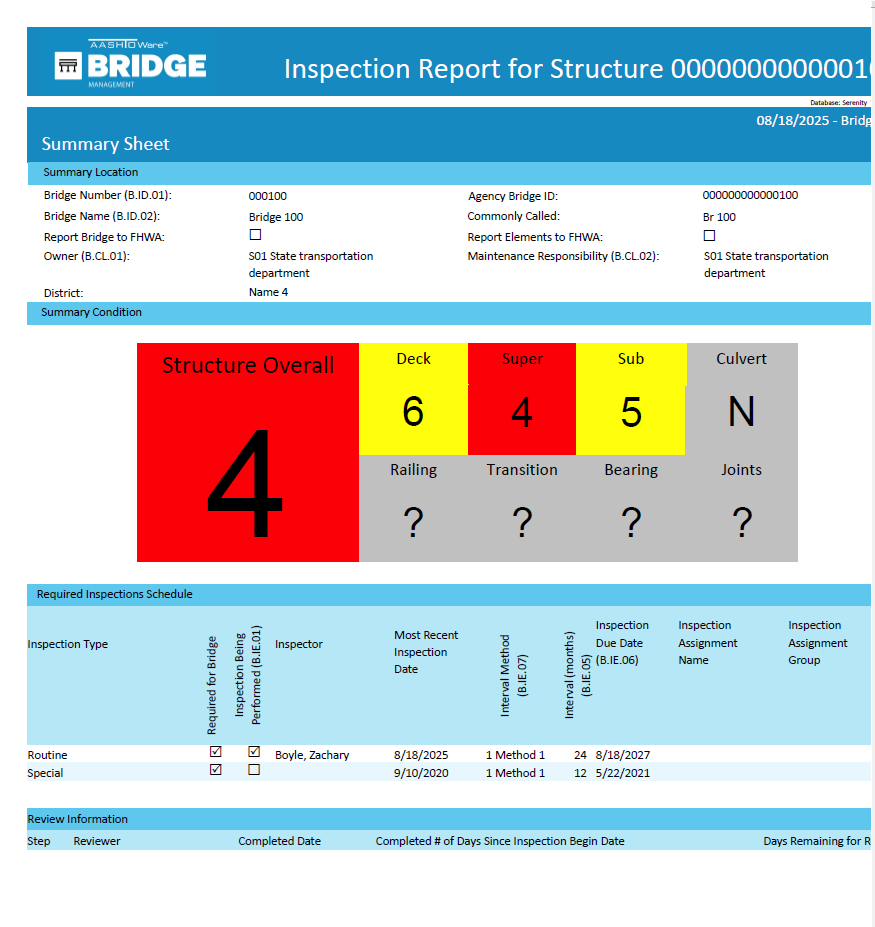 AASHTOWare™
BRIDGE
MANAGEMENT
Inspection Report for Structure 00000000000010
Database: Serenity
08/18/2025 - Bridg
Summary Sheet
Summary Location
Bridge Number (B.ID.01): 000100 Agency Bridge ID: 000000000000100
Bridge Name (B.ID.02): Bridge 100 Commonly Called: Br 100
Report Bridge to FHWA: ☐ Report Elements to FHWA: ☐
Owner (B.CL.01): S01 State transportation Maintenance Responsibility (B.CL.02): S01 State transportation
department department
District: Name 4
Summary Condition
Structure Overall Deck Super Sub Culvert
4 6 4 5 N
Railing Transition Bearing Joints
? ? ? ?
Required Inspections Schedule
Inspection Type Required for Bridge Inspection Being Performed (B.IE.01) Inspector Most Recent Inspection Date Interval Method (B.IE.07) Interval (months) (B.IE.05) Inspection Due Date (B.IE.06) Inspection Assignment Name Inspection Assignment Group
Routine ☑ ☑ Boyle, Zachary 8/18/2025 1 Method 1 24 8/18/2027
Special ☑ ☐ 9/10/2020 1 Method 1 12 5/22/2021
Review Information
Step Reviewer Completed Date Completed # of Days Since Inspection Begin Date Days Remaining for R